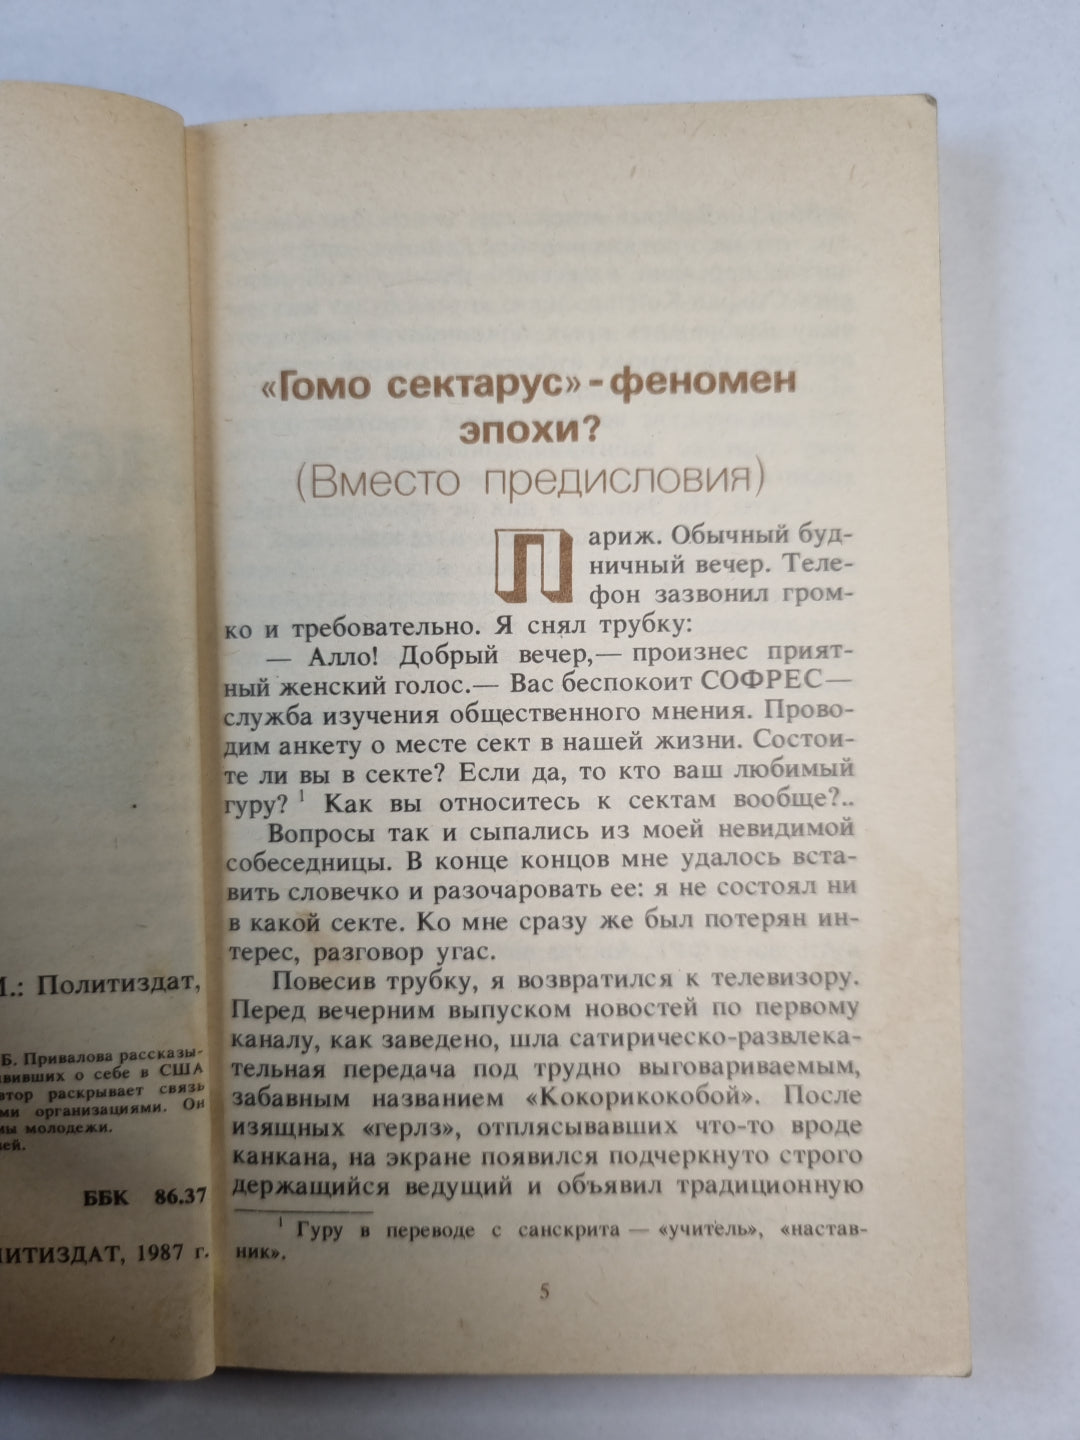 Политиздат,
Б. Привалова рассказы-
о себе в США
раскрывает связь
организациями. Он
молодежи.
ББК 86.37
1987 г.
«Гомо сектарус» - феномен
эпохи?
(Вместо предисловия)
Париж. Обычный буд-
ничный вечер. Теле-
фон зазвонил гром-
ко и требовательно. Я снял трубку:
— Алло! Добрый вечер,— произнес прият-
ный женский голос.— Вас беспокоит СОФРЕС—
служба изучения общественного мнения. Прово-
дим анкету о месте сект в нашей жизни. Состои-
те ли вы в секте? Если да, то кто ваш любимый
гуру? ¹ Как вы относитесь к сектам вообще?..
Вопросы так и сыпались из моей невидимой
собеседницы. В конце концов мне удалось вста-
вить словечко и разочаровать ее: я не состоял ни
в какой секте. Ко мне сразу же был потерян ин-
терес, разговор угас.
Повесив трубку, я возвратился к телевизору.
Перед вечерним выпуском новостей по первому
каналу, как заведено, шла сатирическо-развлека-
тельная передача под трудно выговариваемым,
забавным названием «Кокорикокобой». После
изящных «герлз», отплясывавших что-то вроде
канкана, на экране появился подчеркнуто строго
держащийся ведущий и объявил традиционную
¹ Гуру в переводе с санскрита — «учитель», «настав-
ник».
5